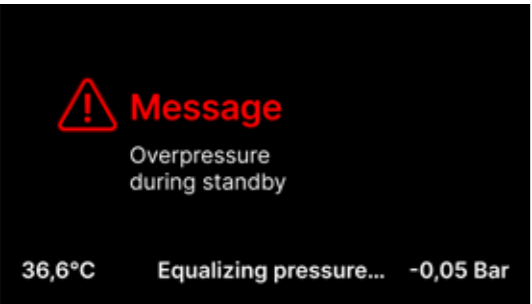 Message
Overpressure
during standby
36,6°C Equalizing pressure... -0,05 Bar